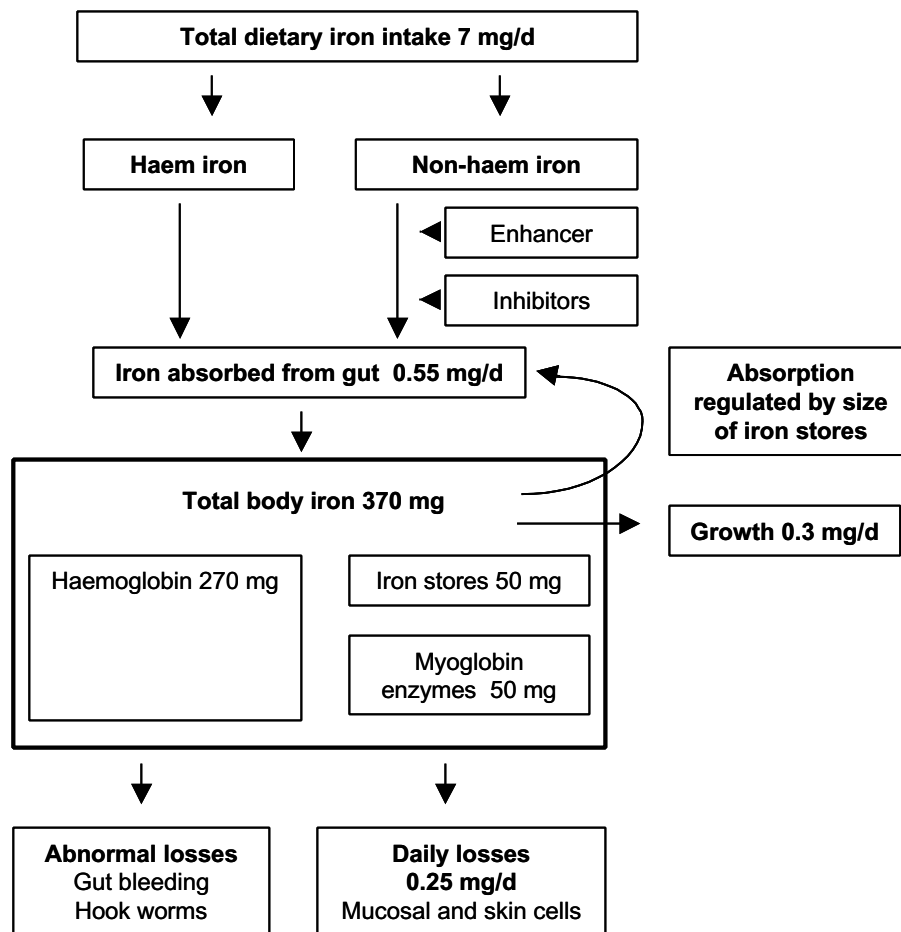 Total dietary iron intake 7 mg/d
Haem iron
Non-haem iron
Enhancer
Inhibitors
Iron absorbed from gut 0.55 mg/d
Absorption
regulated by size
of iron stores
Total body iron 370 mg
Growth 0.3 mg/d
Haemoglobin 270 mg
Iron stores 50 mg
Myoglobin
enzymes 50 mg
Abnormal losses
Gut bleeding
Hook worms
Daily losses
0.25 mg/d
Mucosal and skin cells